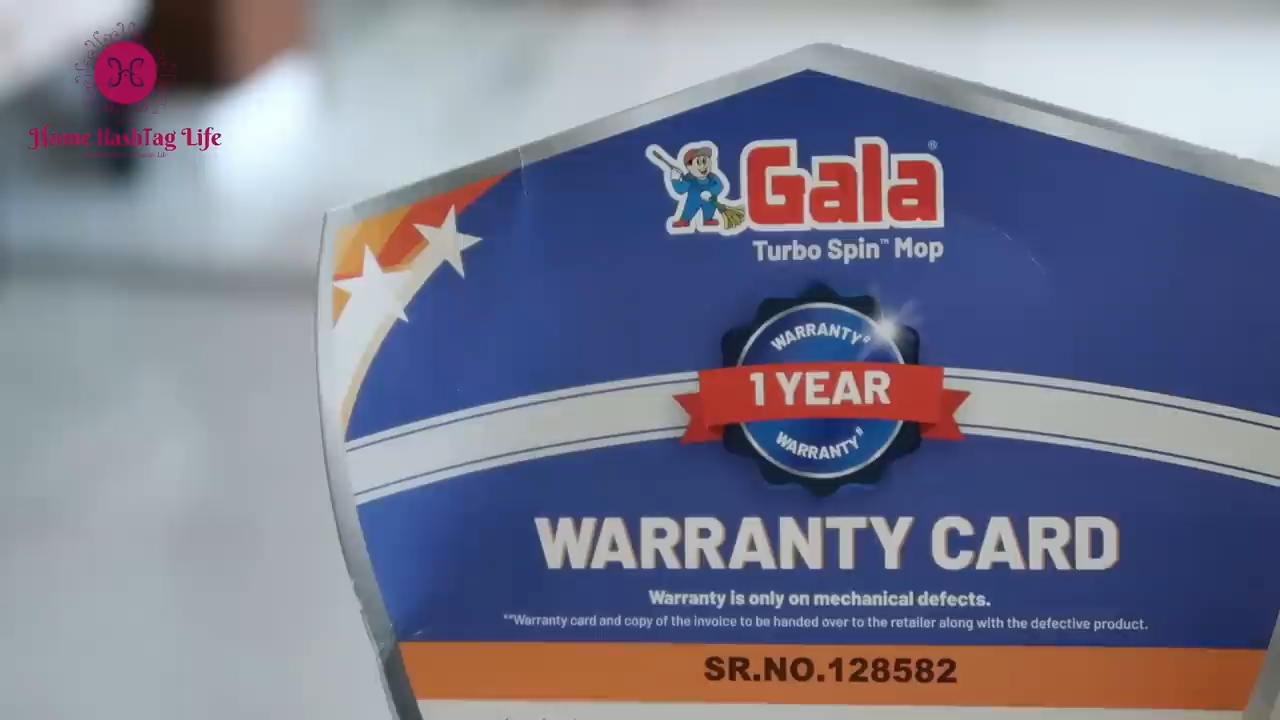 Home HashTag Life
Gala®
Turbo Spin™ Mop
WARRANTY#
1 YEAR
WARRANTY#
WARRANTY CARD
Warranty is only on mechanical defects.
**Warranty card and copy of the invoice to be handed over to the retailer along with the defective product.
SR.NO.128582